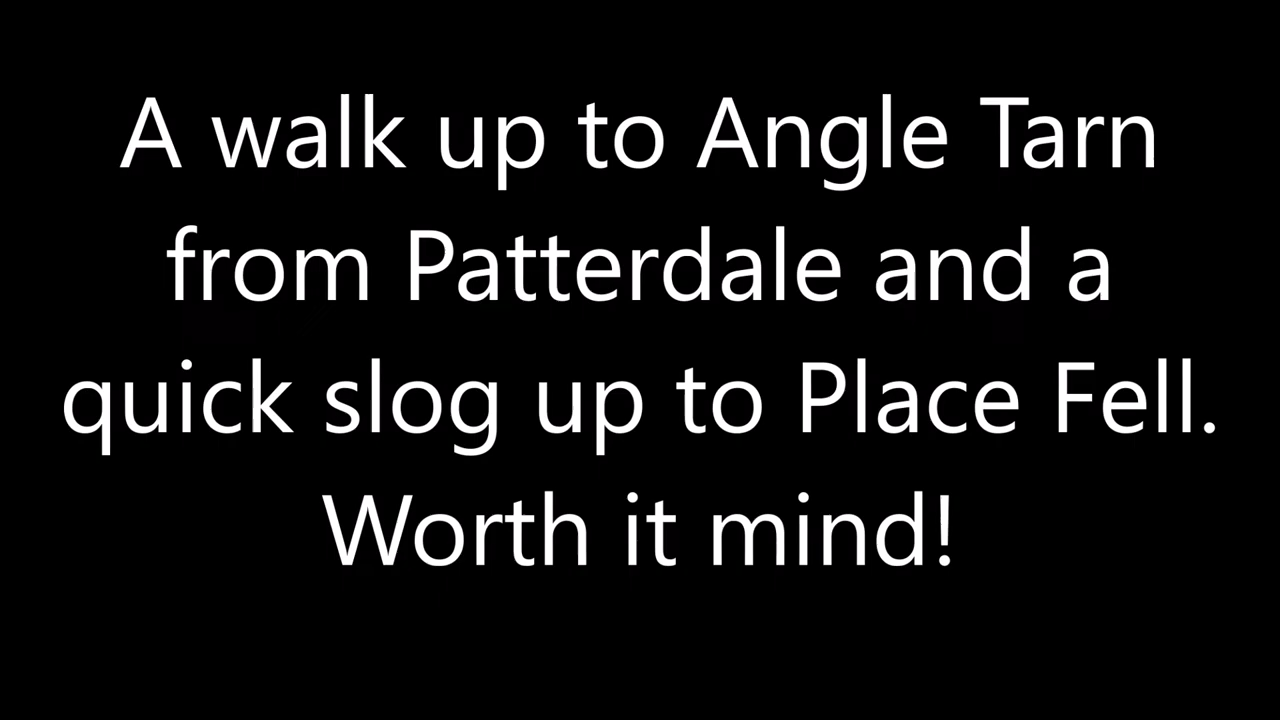 A walk up to Angle Tarn
from Patterdale and a
quick slog up to Place Fell.
Worth it mind!